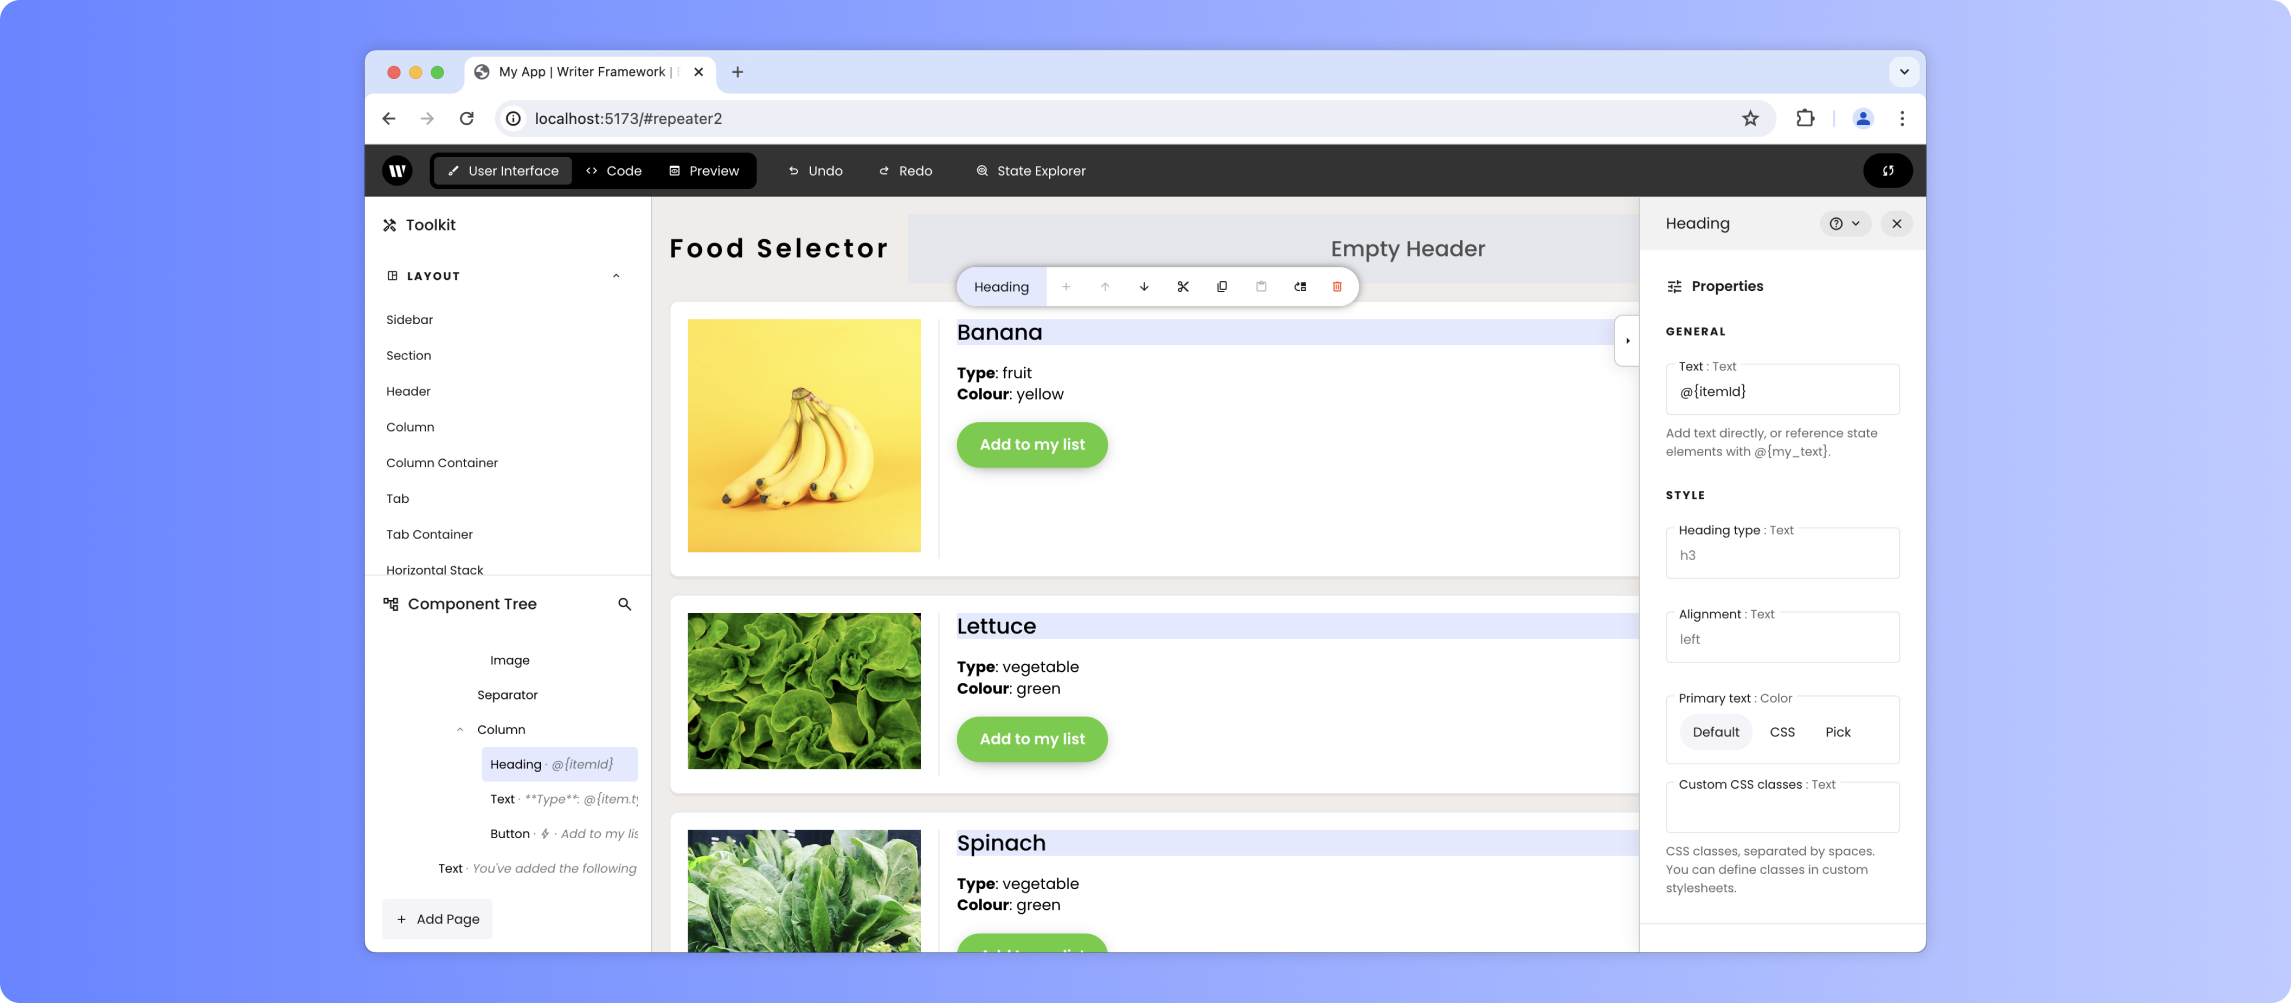 My App | Writer Framework |
localhost:5173/#repeater2
User Interface
Code
Preview
Undo
Redo
State Explorer
Toolkit
LAYOUT
Sidebar
Section
Header
Column
Column Container
Tab
Tab Container
Horizontal Stack
Component Tree
Image
Separator
Column
Heading · @{itemId}
Text · **Type**: @{item.ty
Button · · Add to my lis
Text · You've added the following
+ Add Page
Food Selector
Empty Header
Heading
Banana
Type: fruit
Colour: yellow
Add to my list
Lettuce
Type: vegetable
Colour: green
Add to my list
Spinach
Type: vegetable
Colour: green
Add to my list
Heading
Properties
GENERAL
Text : Text
@{itemId}
Add text directly, or reference state
elements with @{my_text}.
STYLE
Heading type : Text
h3
Alignment : Text
left
Primary text : Color
Default
CSS
Pick
Custom CSS classes : Text
CSS classes, separated by spaces.
You can define classes in custom
stylesheets.